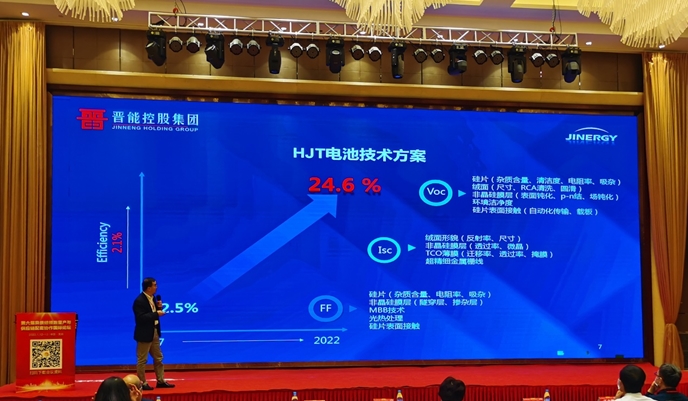 晋能控股集团
JINNENG HOLDING GROUP
JINERGY
HJT电池技术方案
24.6 %
Voc
硅片（杂质含量、清洁度、电阻率、吸杂）
绒面（尺寸、RCA清洗、圆滑）
非晶硅膜层（表面钝化、p-n结、场钝化）
环境洁净度
硅片表面接触（自动化传输、载板）
Isc
绒面形貌（反射率、尺寸）
非晶硅膜层（透过率、微晶）
TCO薄膜（迁移率、透过率、掩膜）
超精细金属栅线
Efficiency
2.1%
2.5%
FF
硅片（杂质含量、电阻率、吸杂）
非晶硅膜层（隧穿层、掺杂层）
MBB技术
光热处理
硅片表面接触
7
2022
7